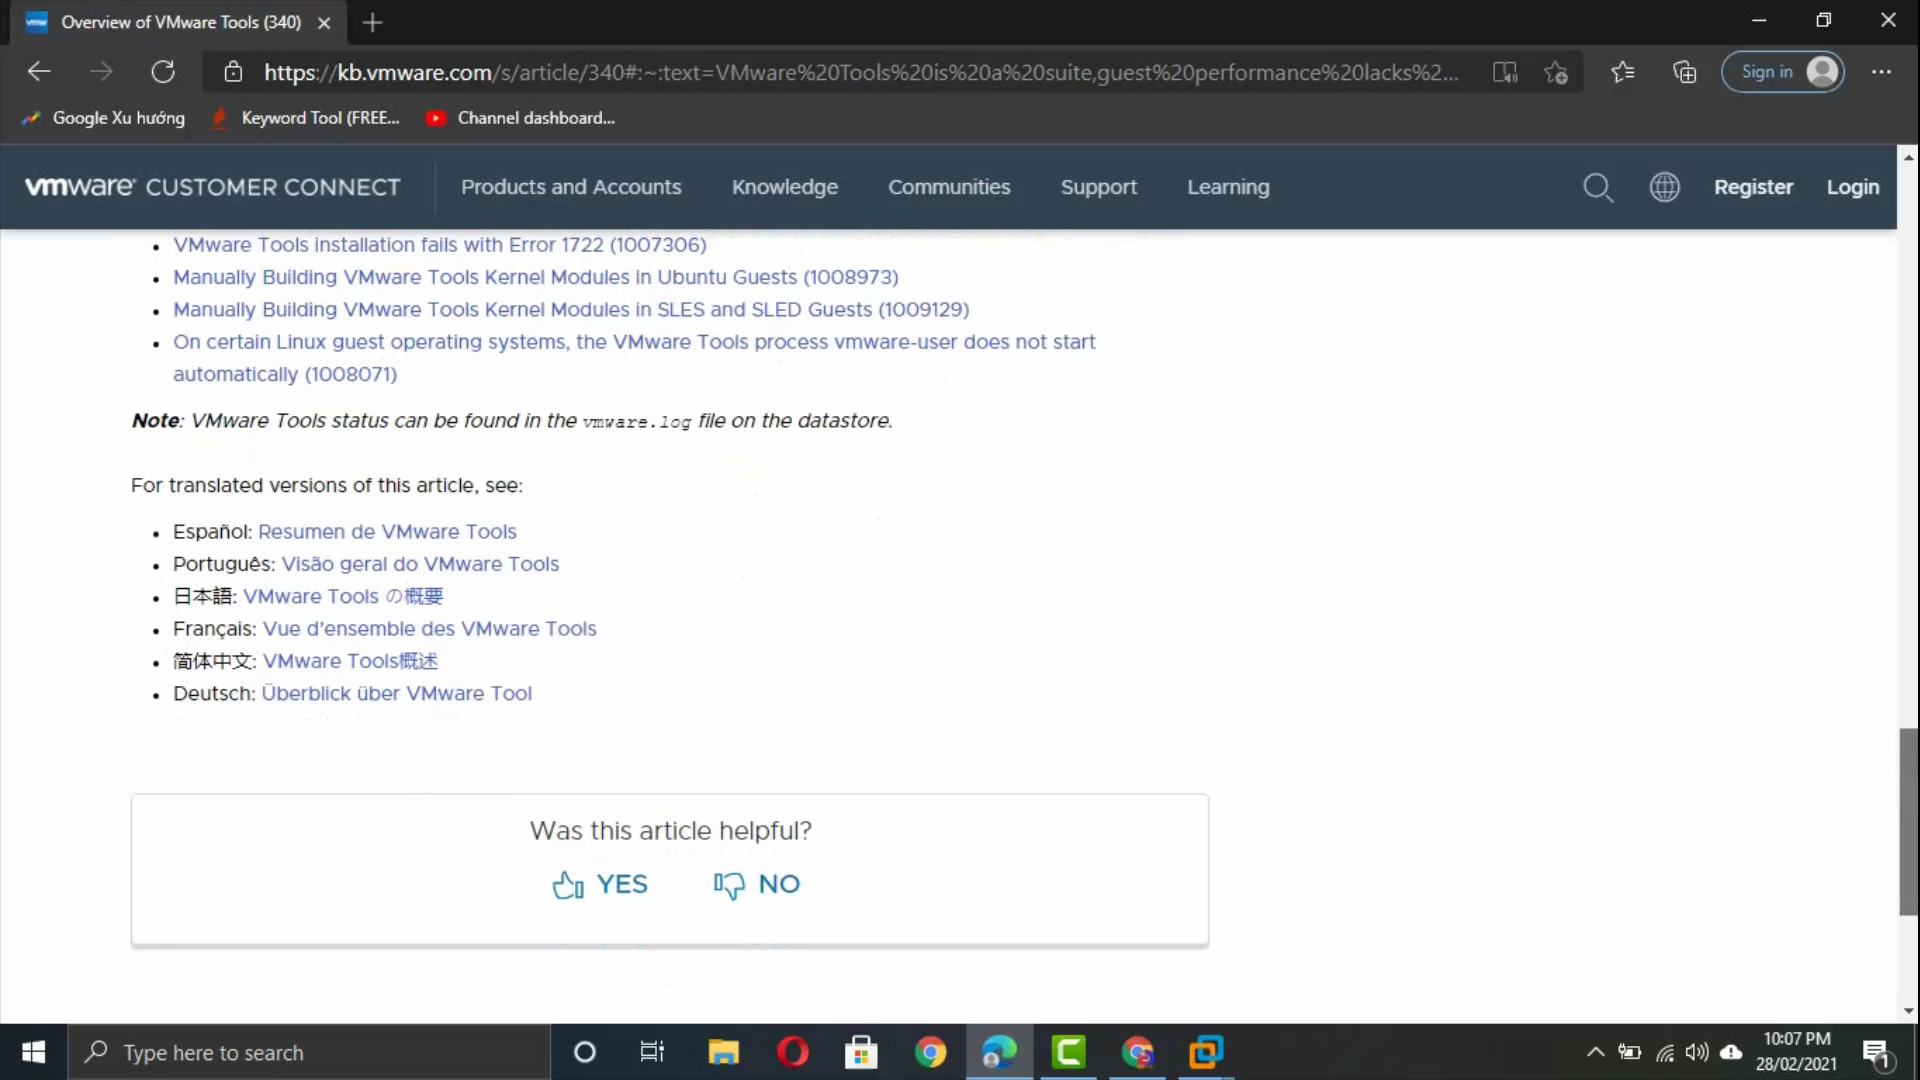 Overview of VMware Tools (340)
https://kb.vmware.com/s/article/340#:~:text=VMware%20Tools%20is%20a%20suite,guest%20performance%20lacks%2...
Sign in
Google Xu hướng
Keyword Tool (FREE...
Channel dashboard...
vmware® CUSTOMER CONNECT
Products and Accounts
Knowledge
Communities
Support
Learning
Register
Login
• VMware Tools installation fails with Error 1722 (1007306)
• Manually Building VMware Tools Kernel Modules in Ubuntu Guests (1008973)
• Manually Building VMware Tools Kernel Modules in SLES and SLED Guests (1009129)
• On certain Linux guest operating systems, the VMware Tools process vmware-user does not start
automatically (1008071)
Note: VMware Tools status can be found in the vmware.log file on the datastore.
For translated versions of this article, see:
• Español: Resumen de VMware Tools
• Português: Visão geral do VMware Tools
• 日本語: VMware Tools の概要
• Français: Vue d'ensemble des VMware Tools
• 简体中文: VMware Tools概述
• Deutsch: Überblick über VMware Tool
Was this article helpful?
YES
NO
Type here to search
10:07 PM
28/02/2021
1